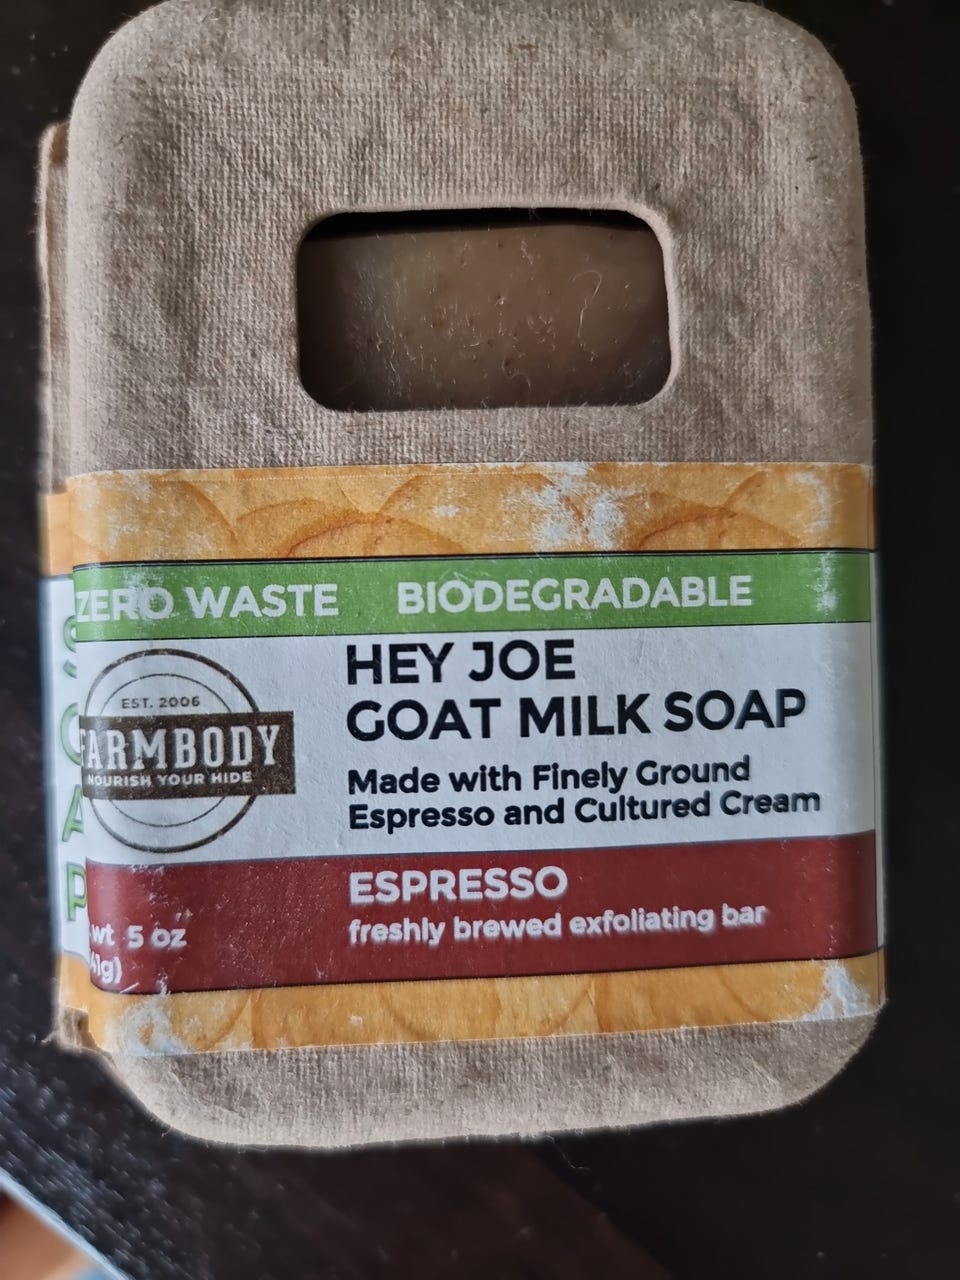 ZERO WASTE BIODEGRADABLE
HEY JOE
GOAT MILK SOAP
Made with Finely Ground
Espresso and Cultured Cream
EST. 2006
FARMBODY
NOURISH YOUR HIDE
ESPRESSO
freshly brewed exfoliating bar
wt 5 oz
SOAP